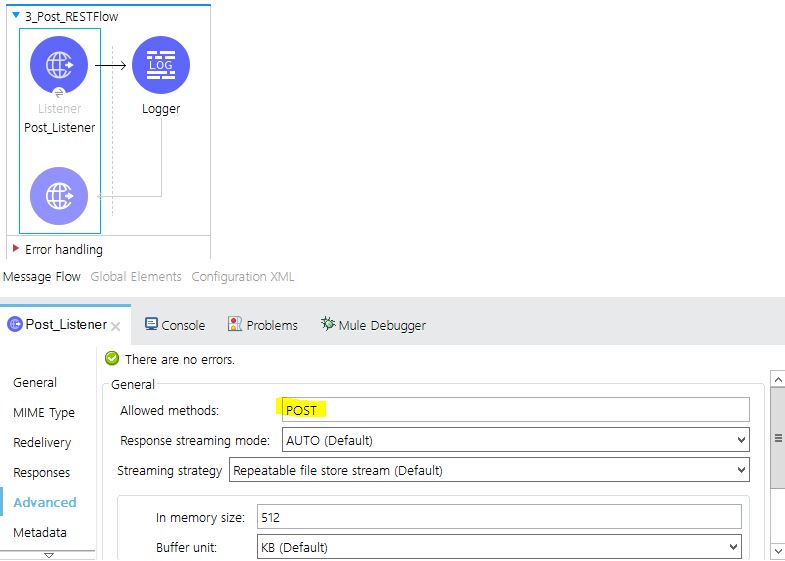 3_Post_RESTFlow
LOG
Listener
Logger
Post_Listener
Error handling
Message Flow Global Elements Configuration XML
Post_Listener Console Problems Mule Debugger
There are no errors.
General
General
Allowed methods: POST
MIME Type
Response streaming mode: AUTO (Default)
Redelivery
Streaming strategy Repeatable file store stream (Default)
Responses
Advanced
In memory size: 512
Metadata
Buffer unit: KB (Default)